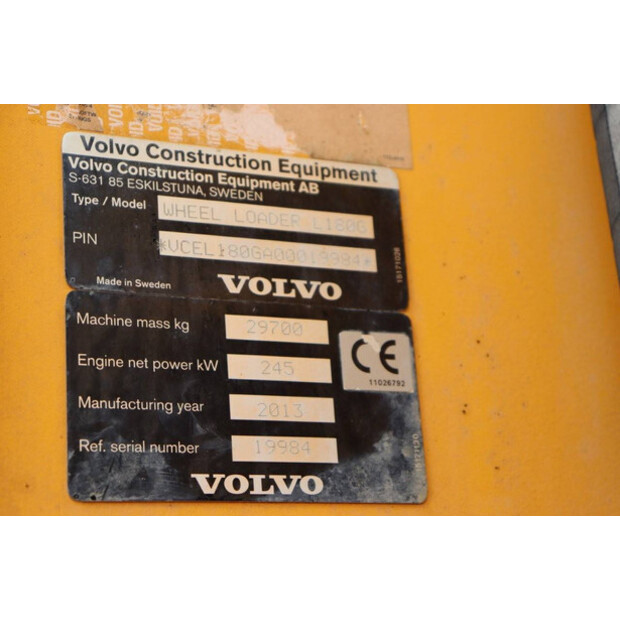 Volvo Construction Equipment
Volvo Construction Equipment AB
S-631 85 ESKILSTUNA, SWEDEN
Type / Model WHEEL LOADER L180G
PIN *VCEL180GA00019984*
Made in Sweden VOLVO
15171026
Machine mass kg 29700
Engine net power kW 245
CE
11026792
Manufacturing year 2013
Ref. serial number 19984
VOLVO